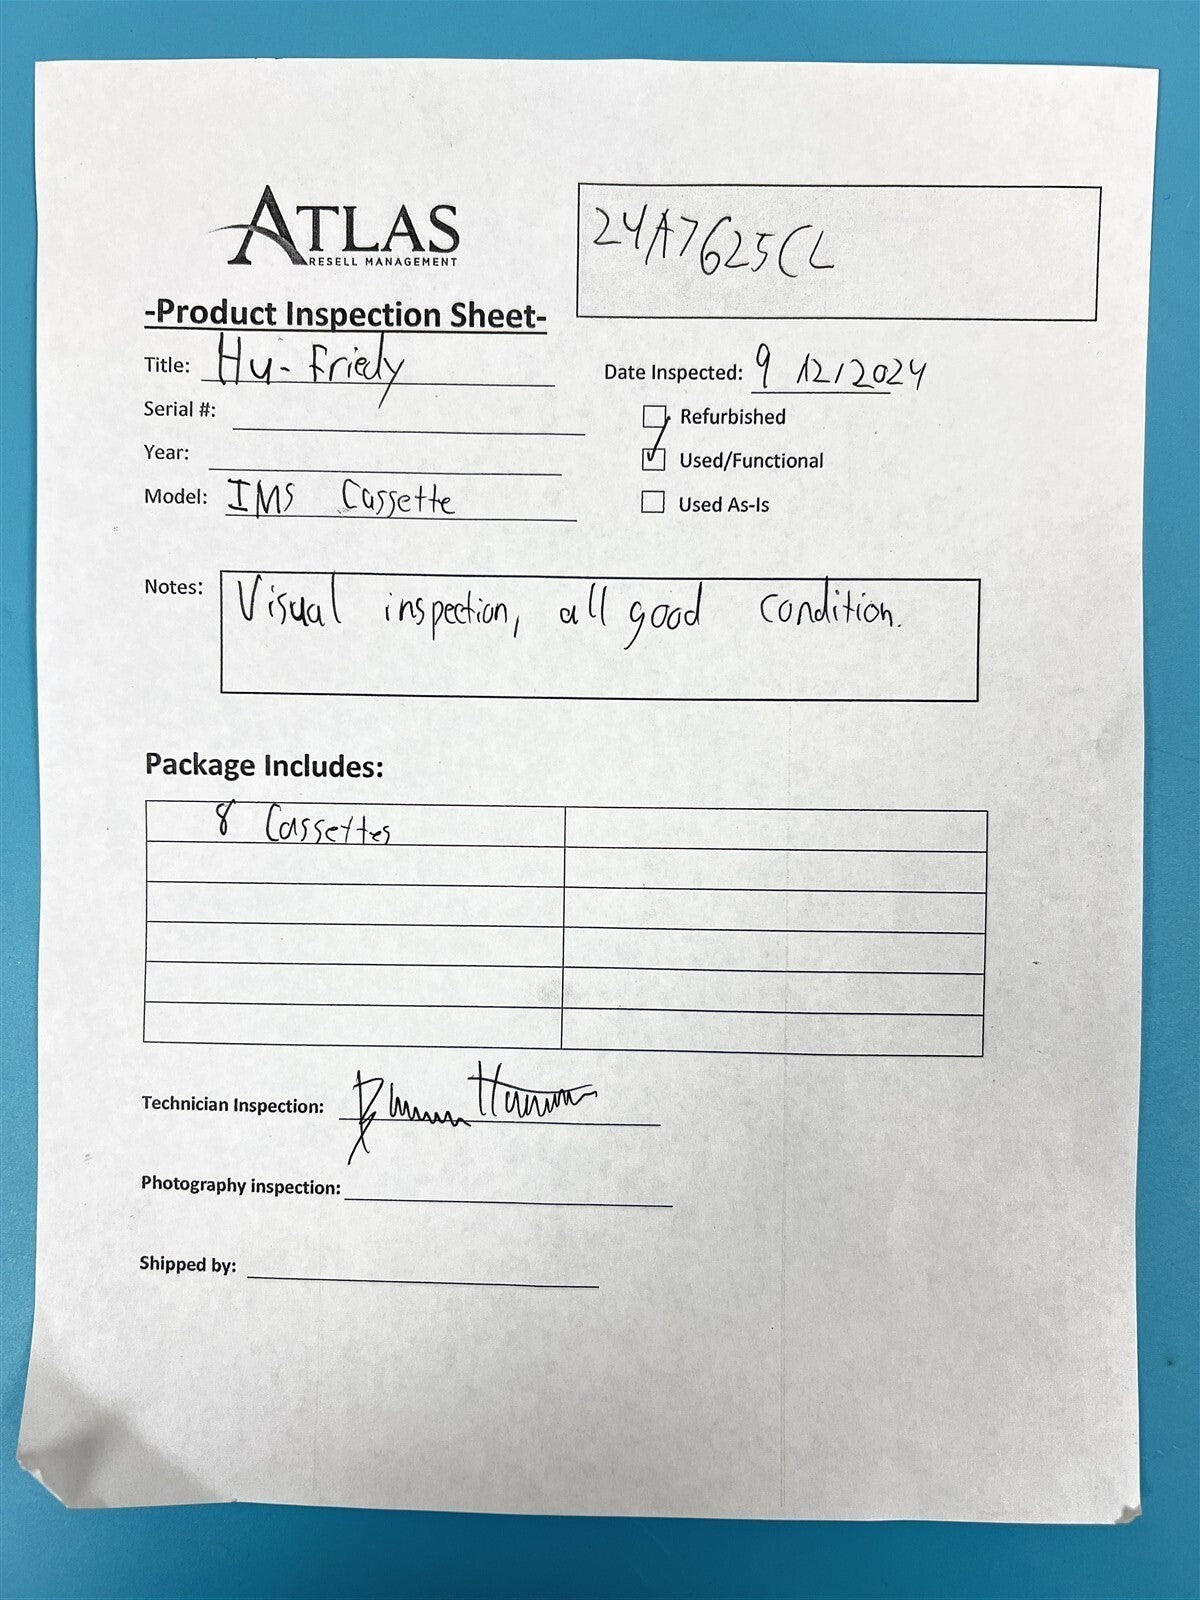 ATLAS
RESELL MANAGEMENT
24A7625CL
-Product Inspection Sheet-
Title: Hu-Friedy
Date Inspected: 9 12/2024
Serial #:
Refurbished
Year:
Used/Functional
Model: IMS Cassette
Used As-Is
Notes: Visual inspection, all good condition.
Package Includes:
8 Cassettes
Technician Inspection:
Photography inspection:
Shipped by: